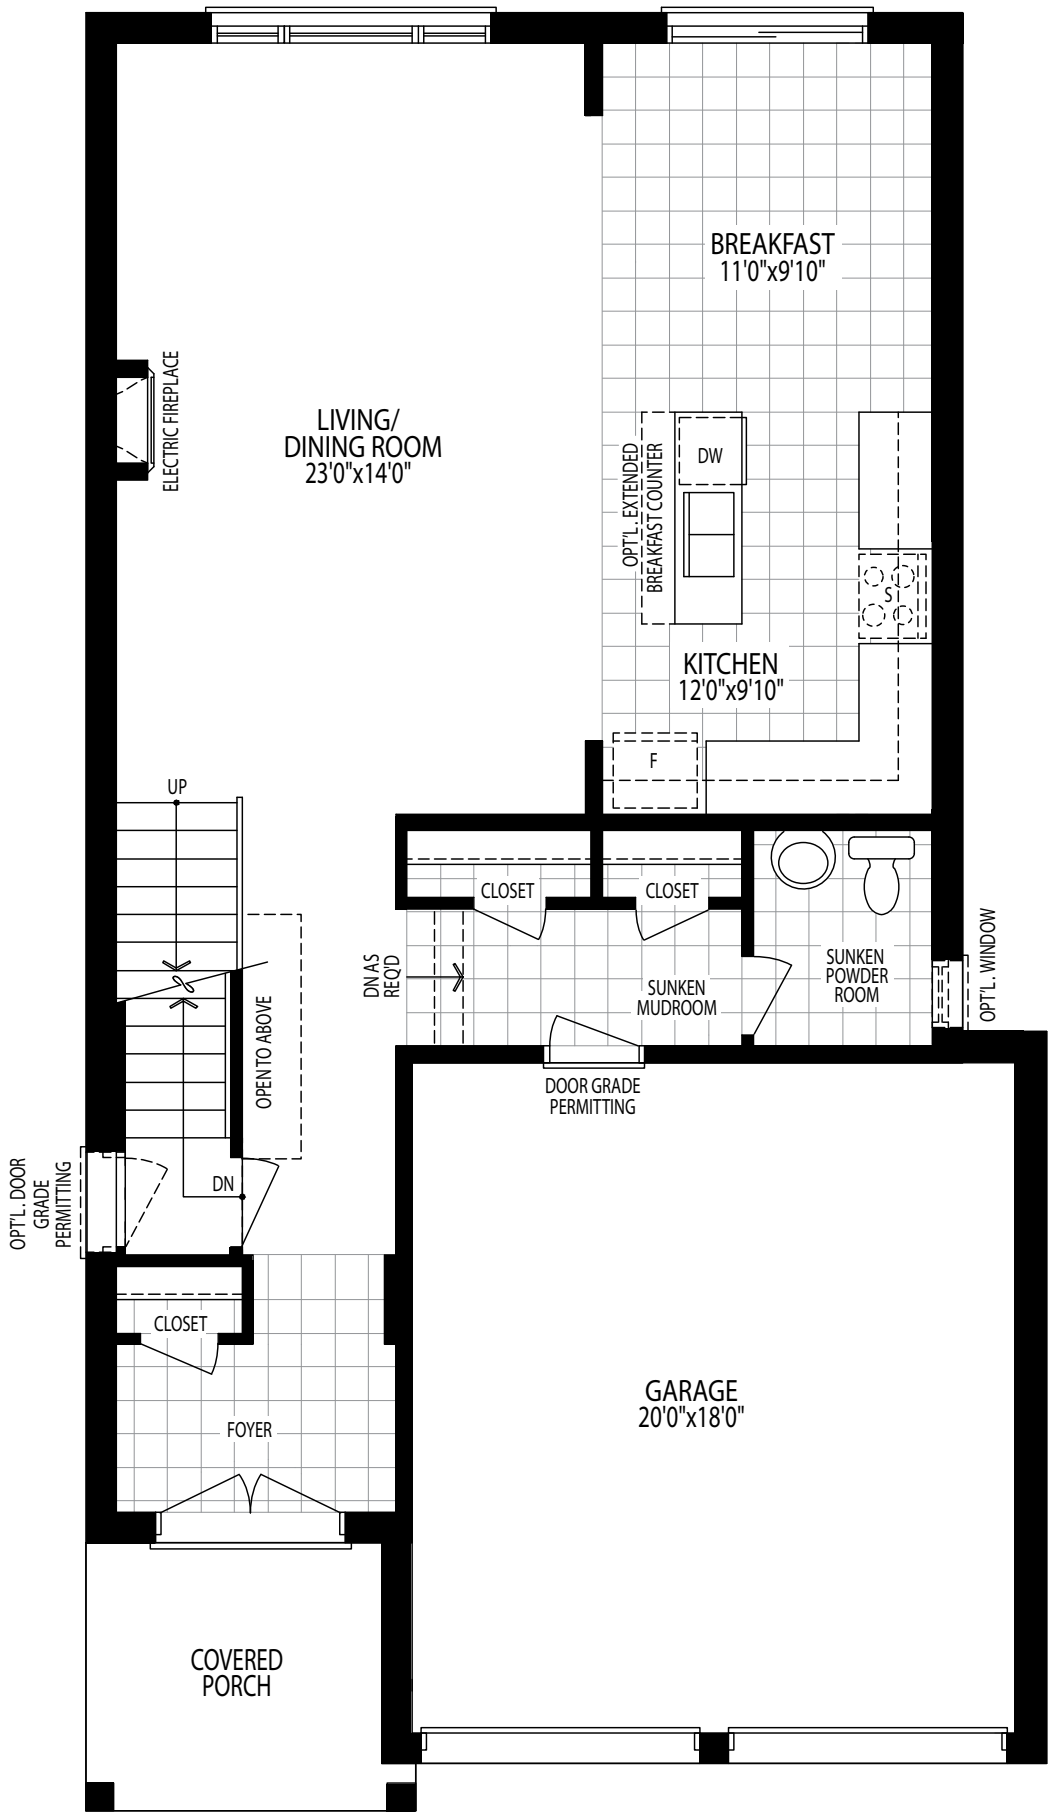 BREAKFAST
11'0"x9'10"
ELECTRIC FIREPLACE
LIVING/
DINING ROOM
23'0"x14'0"
OPT'L. EXTENDED
BREAKFAST COUNTER
DW
S
KITCHEN
12'0"x9'10"
F
UP
CLOSET
CLOSET
DN AS
REQ'D
SUNKEN
MUDROOM
SUNKEN
POWDER
ROOM
OPT'L. WINDOW
OPEN TO ABOVE
DOOR GRADE
PERMITTING
OPT'L. DOOR
GRADE
PERMITTING
DN
CLOSET
FOYER
GARAGE
20'0"x18'0"
COVERED
PORCH